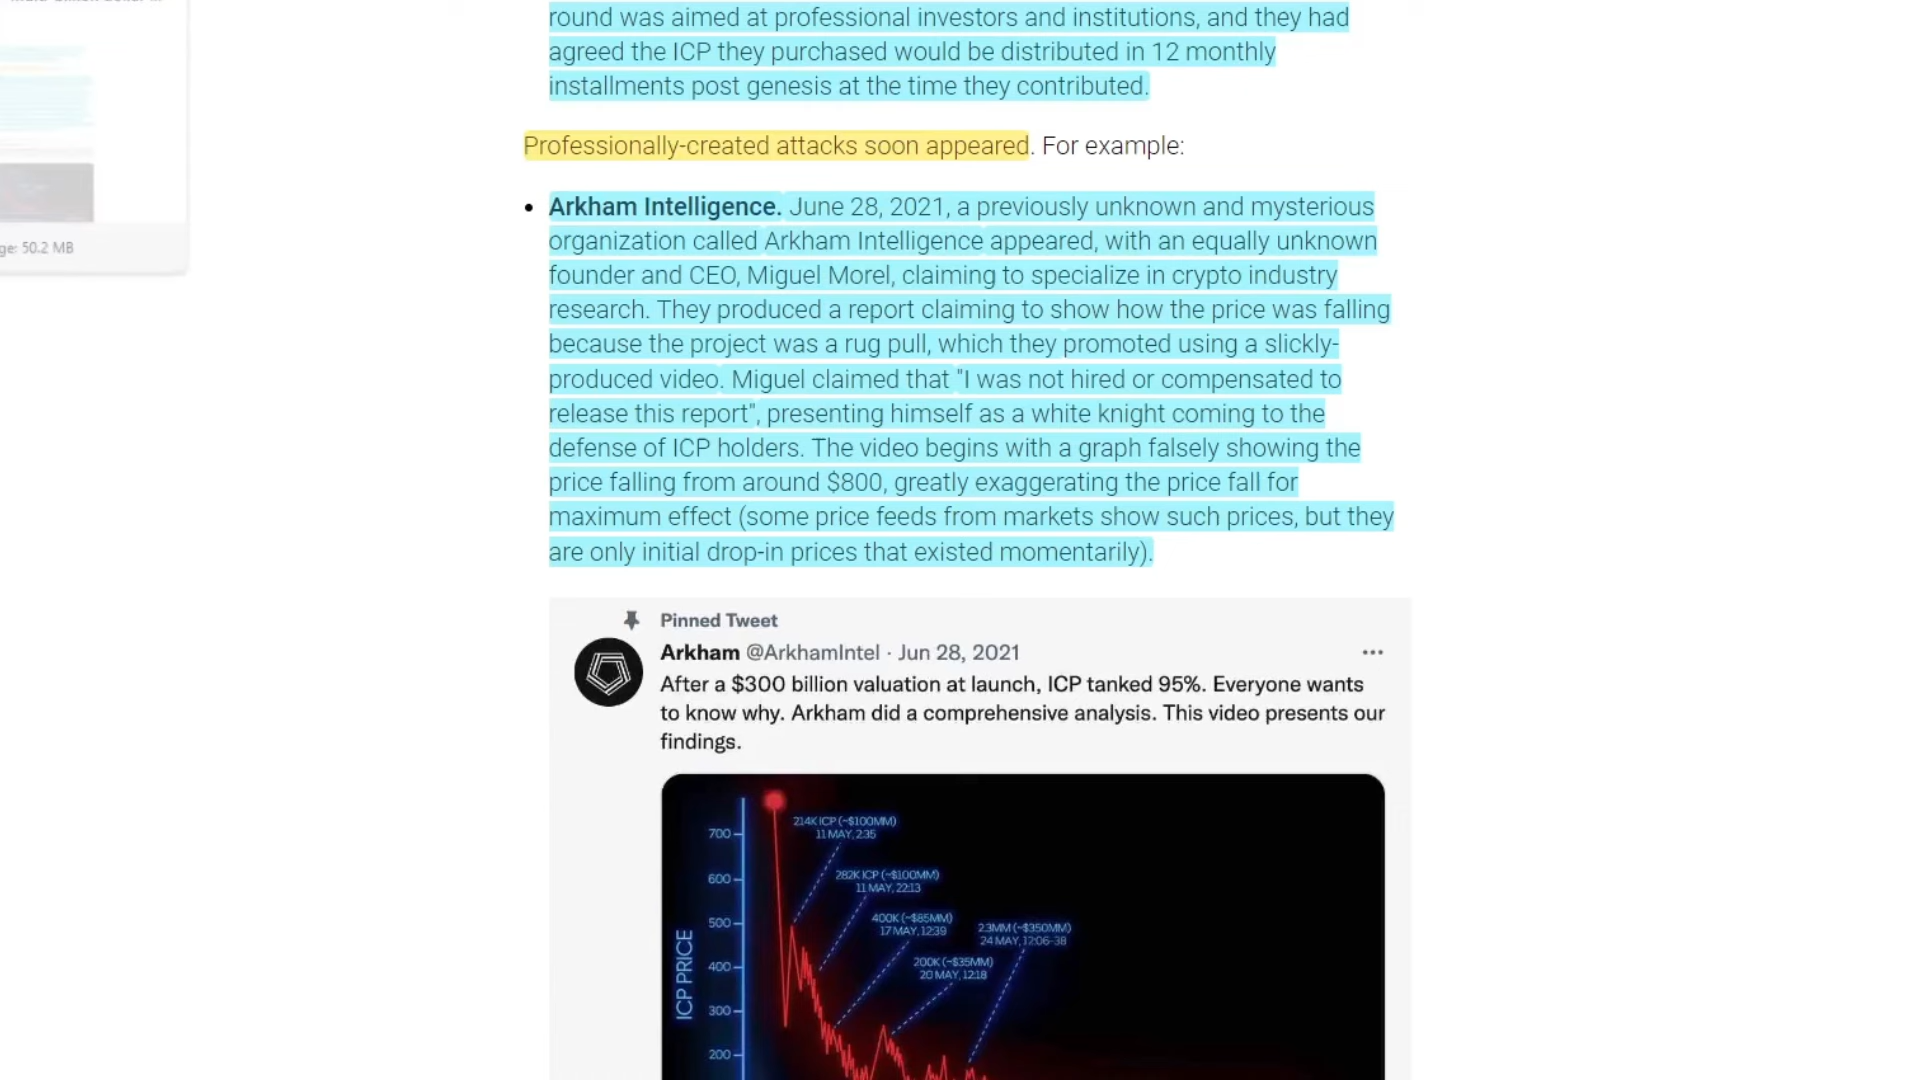 round was aimed at professional investors and institutions, and they had
agreed the ICP they purchased would be distributed in 12 monthly
installments post genesis at the time they contributed.
Professionally-created attacks soon appeared. For example:
• Arkham Intelligence. June 28, 2021, a previously unknown and mysterious
organization called Arkham Intelligence appeared, with an equally unknown
founder and CEO, Miguel Morel, claiming to specialize in crypto industry
research. They produced a report claiming to show how the price was falling
because the project was a rug pull, which they promoted using a slickly-
produced video. Miguel claimed that "I was not hired or compensated to
release this report", presenting himself as a white knight coming to the
defense of ICP holders. The video begins with a graph falsely showing the
price falling from around $800, greatly exaggerating the price fall for
maximum effect (some price feeds from markets show such prices, but they
are only initial drop-in prices that existed momentarily).
ge: 50.2 MB
Pinned Tweet
Arkham @ArkhamIntel · Jun 28, 2021
After a $300 billion valuation at launch, ICP tanked 95%. Everyone wants
to know why. Arkham did a comprehensive analysis. This video presents our
findings.
ICP PRICE
700
600
500
400
300
200
214K ICP (~$100MM)
11 MAY, 2:35
282K ICP (~$100MM)
11 MAY, 22:13
400K (~$85MM)
17 MAY, 12:39
200K (~$35MM)
20 MAY, 12:18
2.3MM (~$350MM)
24 MAY, 12:06-38